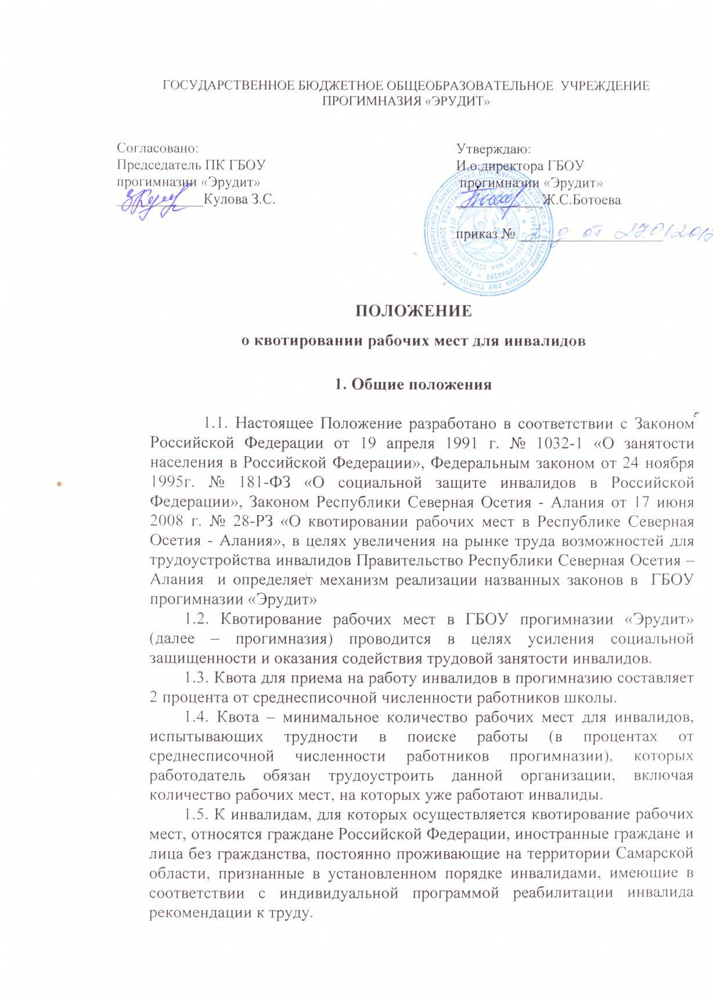 ГОСУДАРСТВЕННОЕ БЮДЖЕТНОЕ ОБЩЕОБРАЗОВАТЕЛЬНОЕ УЧРЕЖДЕНИЕ
ПРОГИМНАЗИЯ «ЭРУДИТ»
Согласовано:
Председатель ПК ГБОУ
прогимназии «Эрудит»
____________Кулова З.С.
Утверждаю:
И.о.директора ГБОУ
прогимназии «Эрудит»
____________Ж.С.Ботоева
приказ № от 27.01.2017
ПОЛОЖЕНИЕ
о квотировании рабочих мест для инвалидов
1. Общие положения
1.1. Настоящее Положение разработано в соответствии с Законом
Российской Федерации от 19 апреля 1991 г. № 1032-1 «О занятости
населения в Российской Федерации», Федеральным законом от 24 ноября
1995г. № 181-ФЗ «О социальной защите инвалидов в Российской
Федерации», Законом Республики Северная Осетия - Алания от 17 июня
2008 г. № 28-РЗ «О квотировании рабочих мест в Республике Северная
Осетия - Алания», в целях увеличения на рынке труда возможностей для
трудоустройства инвалидов Правительство Республики Северная Осетия –
Алания и определяет механизм реализации названных законов в ГБОУ
прогимназии «Эрудит»
1.2. Квотирование рабочих мест в ГБОУ прогимназии «Эрудит»
(далее – прогимназия) проводится в целях усиления социальной
защищенности и оказания содействия трудовой занятости инвалидов.
1.3. Квота для приема на работу инвалидов в прогимназию составляет
2 процента от среднесписочной численности работников школы.
1.4. Квота – минимальное количество рабочих мест для инвалидов,
испытывающих трудности в поиске работы (в процентах от
среднесписочной численности работников прогимназии), которых
работодатель обязан трудоустроить данной организации, включая
количество рабочих мест, на которых уже работают инвалиды.
1.5. К инвалидам, для которых осуществляется квотирование рабочих
мест, относятся граждане Российской Федерации, иностранные граждане и
лица без гражданства, постоянно проживающие на территории Самарской
области, признанные в установленном порядке инвалидами, имеющие в
соответствии с индивидуальной программой реабилитации инвалида
рекомендации к труду.